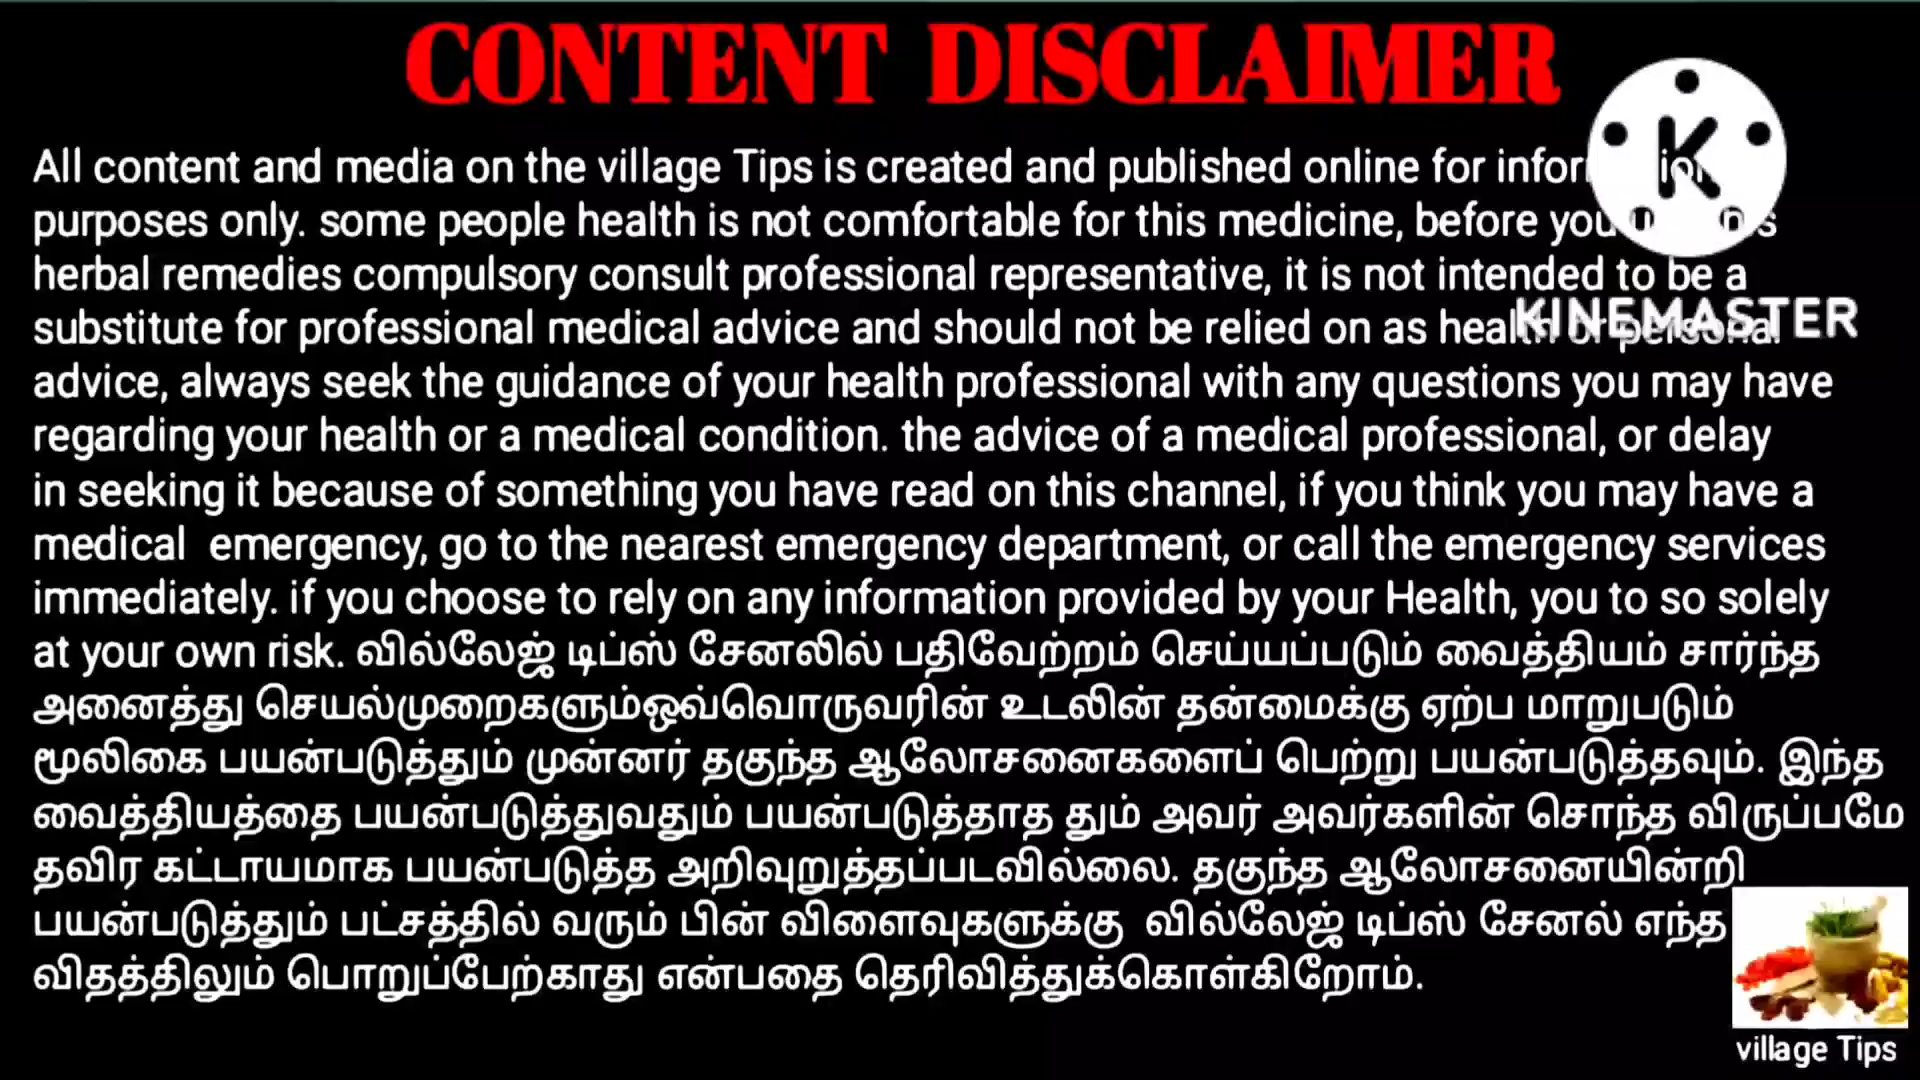 CONTENT DISCLAIMER
All content and media on the village Tips is created and published online for
purposes only. some people health is not comfortable for this medicine, before you
herbal remedies compulsory consult professional representative, it is not intended to be a
substitute for professional medical advice and should not be relied on as health or personal
KINEMASTER
advice, always seek the guidance of your health professional with any questions you may have
regarding your health or a medical condition. the advice of a medical professional, or delay
in seeking it because of something you have read on this channel, if you think you may have a
medical emergency, go to the nearest emergency department, or call the emergency services
immediately. if you choose to rely on any information provided by your Health, you to so solely
at your own risk. வில்லேஜ் டிப்ஸ் சேனலில் பதிவேற்றம் செய்யப்படும் வைத்தியம் சார்ந்த
அனைத்து செயல்முறைகளும்ஒவ்வொருவரின் உடலின் தன்மைக்கு ஏற்ப மாறுபடும்
மூலிகை பயன்படுத்தும் முன்னர் தகுந்த ஆலோசனைகளைப் பெற்று பயன்படுத்தவும். இந்த
வைத்தியத்தை பயன்படுத்துவதும் பயன்படுத்தாத தும் அவர் அவர்களின் சொந்த விருப்பமே
தவிர கட்டாயமாக பயன்படுத்த அறிவுறுத்தப்படவில்லை. தகுந்த ஆலோசனையின்றி
பயன்படுத்தும் பட்சத்தில் வரும் பின் விளைவுகளுக்கு வில்லேஜ் டிப்ஸ் சேனல் எந்த
விதத்திலும் பொறுப்பேற்காது என்பதை தெரிவித்துக்கொள்கிறோம்.
village Tips